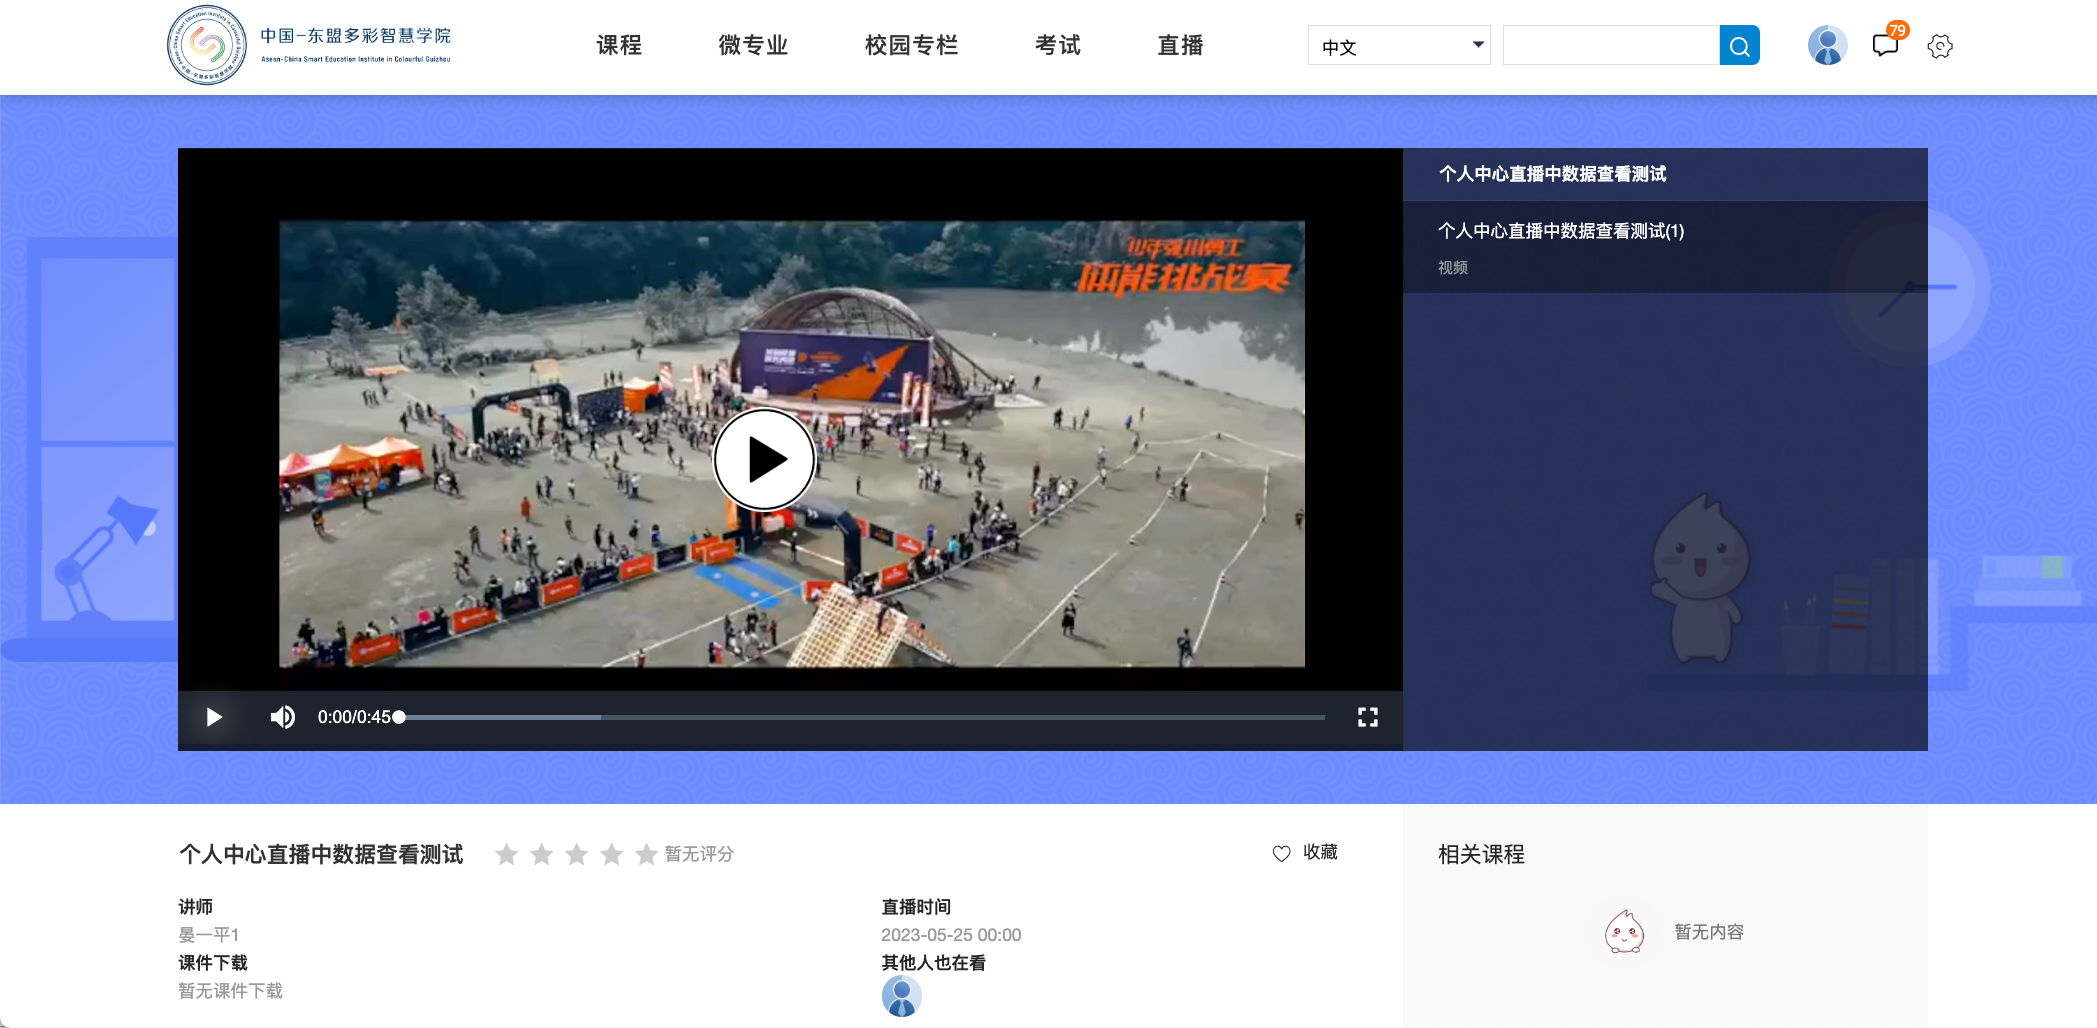 中国-东盟多彩智慧学院
Asean-China Smart Education Institute in Colourful Guizhou
课程
微专业
校园专栏
考试
直播
中文
79
体能挑战赛
个人中心直播中数据查看测试
个人中心直播中数据查看测试(1)
视频
0:00/0:45
个人中心直播中数据查看测试
暂无评分
收藏
讲师
晏一平1
课件下载
暂无课件下载
直播时间
2023-05-25 00:00
其他人也在看
相关课程
暂无内容